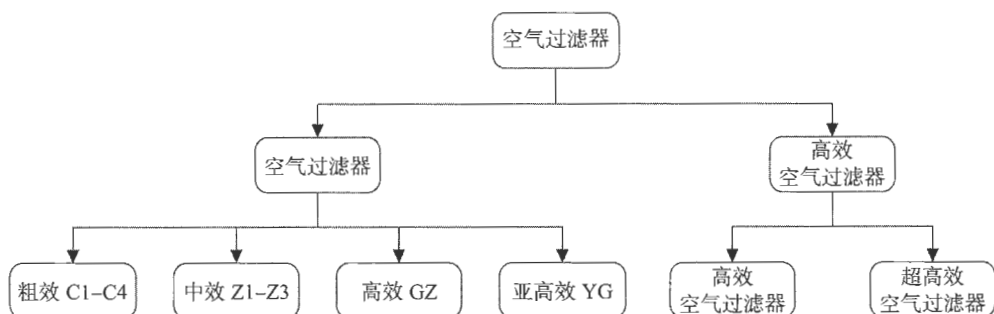 空气过滤器
空气过滤器
高效
空气过滤器
粗效 C1–C4
中效 Z1–Z3
高效 GZ
亚高效 YG
高效
空气过滤器
超高效
空气过滤器